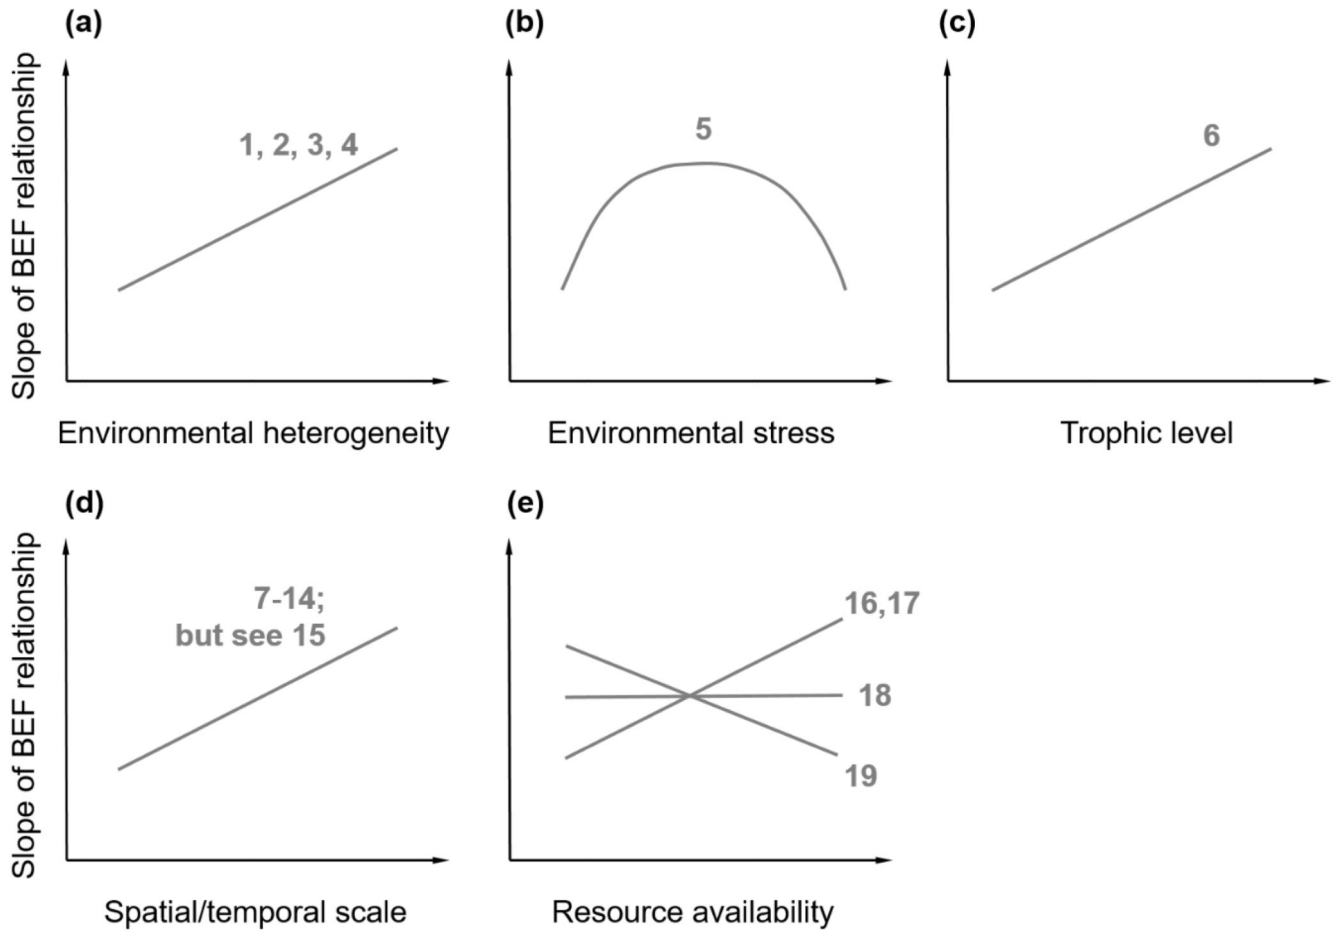 (a)
Slope of BEF relationship
1, 2, 3, 4
Environmental heterogeneity
(b)
5
Environmental stress
(c)
6
Trophic level
(d)
Slope of BEF relationship
7-14;
but see 15
Spatial/temporal scale
(e)
16,17
18
19
Resource availability